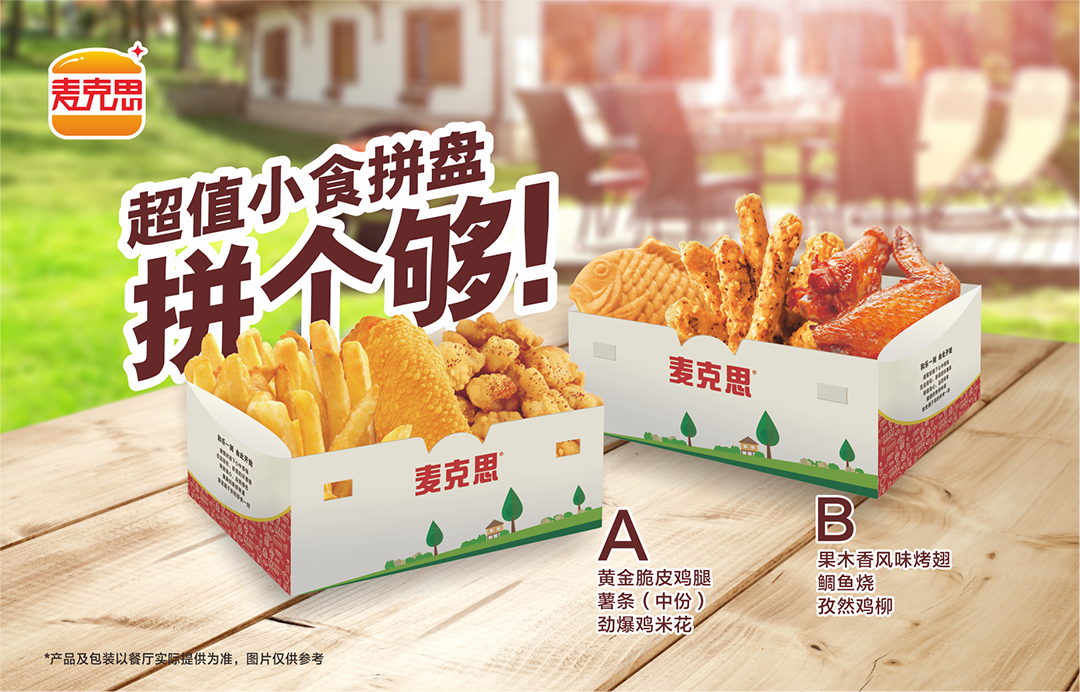 麦克思
超值小食拼盘
拼个够!
麦克思®
麦克思®
A
黄金脆皮鸡腿
薯条（中份）
劲爆鸡米花
B
果木香风味烤翅
鲷鱼烧
孜然鸡柳
*产品及包装以餐厅实际提供为准，图片仅供参考